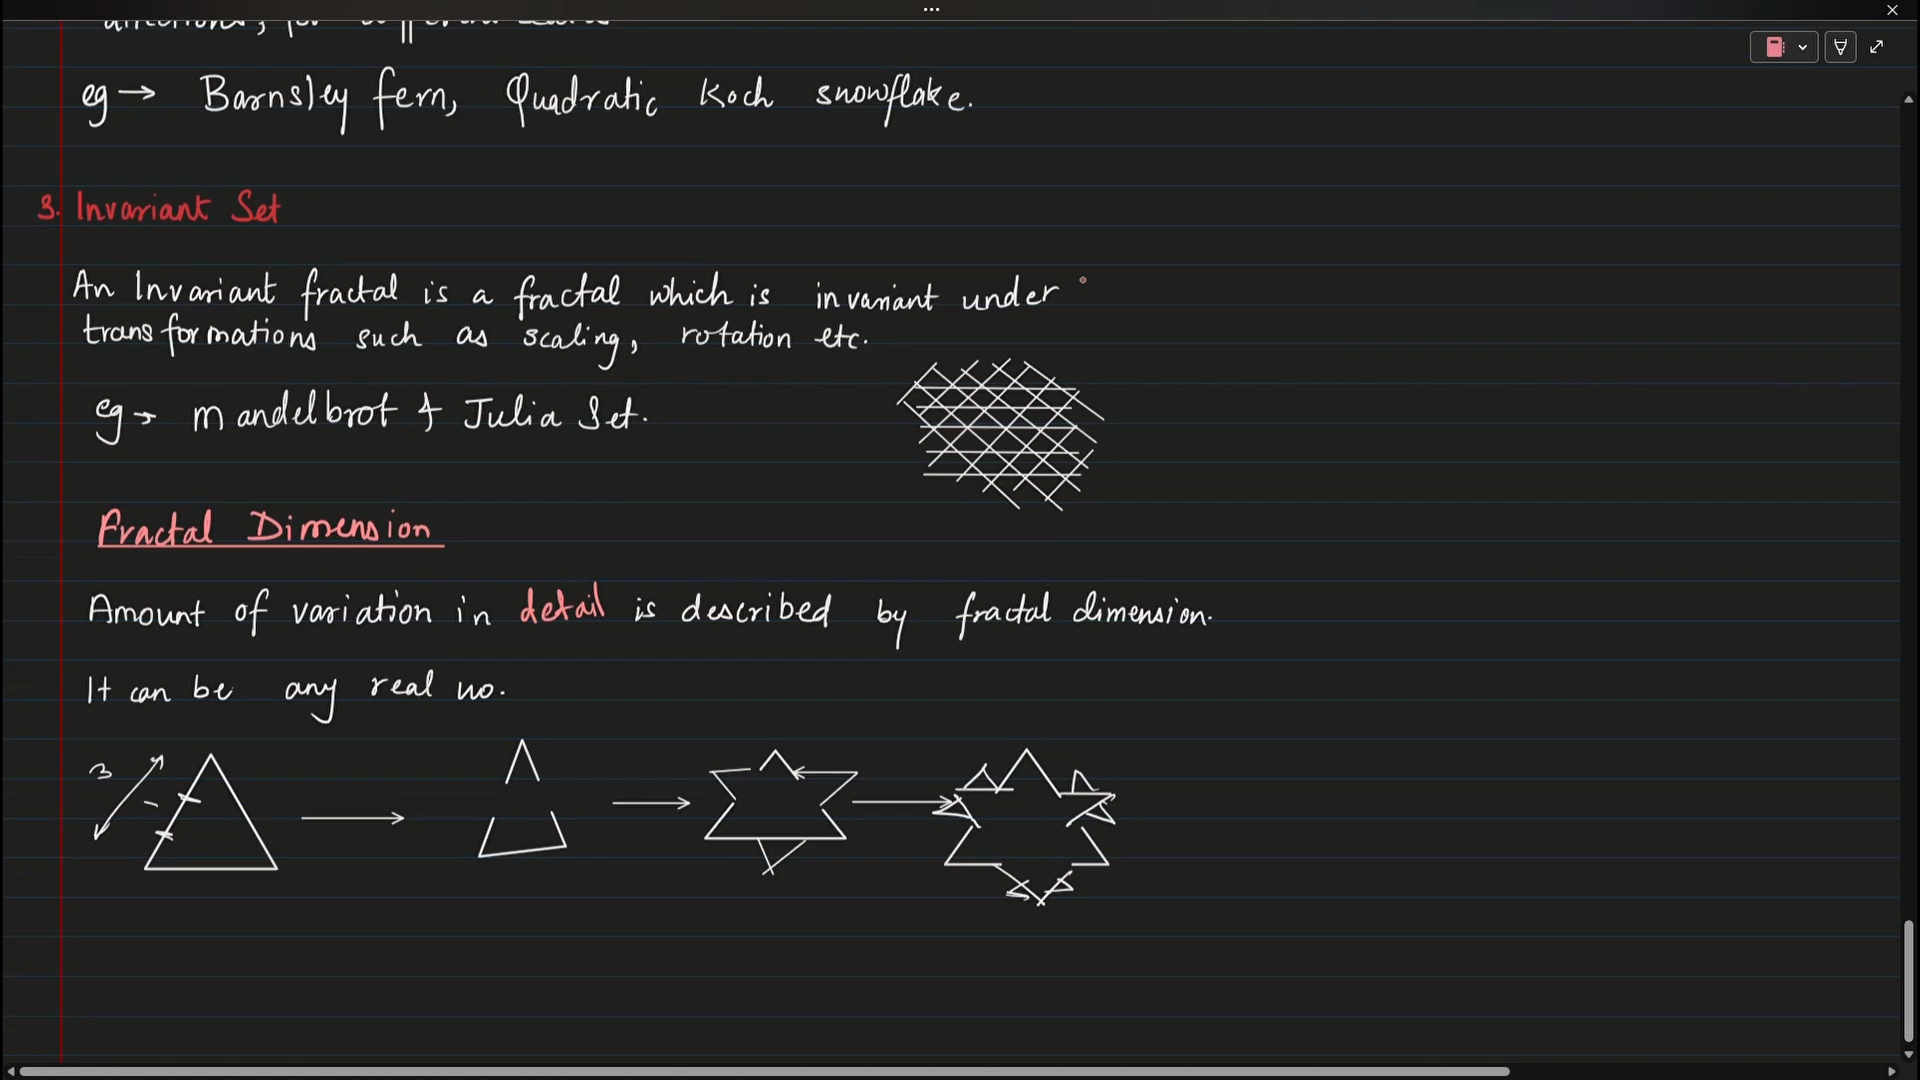 eg → Barnsley fern, Quadratic Koch snowflake.
3. Invariant Set
An Invariant fractal is a fractal which is invariant under
transformations such as scaling, rotation etc.
eg → Mandelbrot & Julia Set.
Fractal Dimension
Amount of variation in detail is described by fractal dimension.
It can be any real no.
3